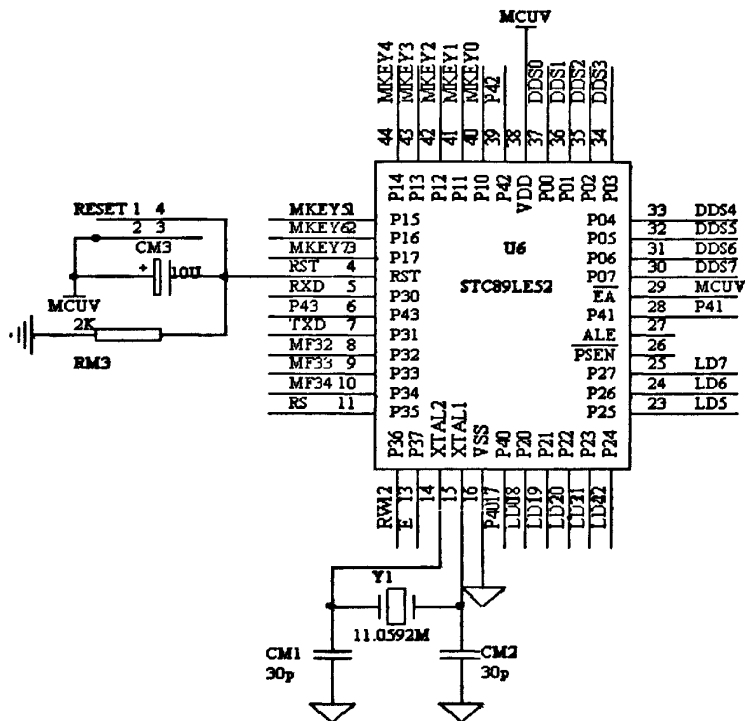 MCUV
MKEY4
MKEY3
MKEY2
MKEY1
MKEY0
P42
DDS0
DDS1
DDS2
DDS3
44
43
42
41
40
39
38
37
36
35
34
P14
P13
P12
P11
P10
P42
VDD
P00
P01
P02
P03
RESET 1 4
2 3
CM3
+ 10U
MCUV
2K
RM3
MKEY5 1 P15
MKEY6 2 P16
MKEY7 3 P17
RST 4 RST
RXD 5 P30
P43 6 P43
TXD 7 P31
MF32 8 P32
MF33 9 P33
MF34 10 P34
RS 11 P35
U6
STC89LE52
P04 33 DDS4
P05 32 DDS5
P06 31 DDS6
P07 30 DDS7
EA 29 MCUV
P41 28 P41
ALE 27
PSEN 26
P27 25 LD7
P26 24 LD6
P25 23 LD5
P36
P37
XTAL2
XTAL1
VSS
P40
P20
P21
P22
P23
P24
RW12
E 13
14
15
16
P4017
LD018
LD19
LD20
LD21
LD422
Y1
11.0592M
CM1
30p
CM2
30p